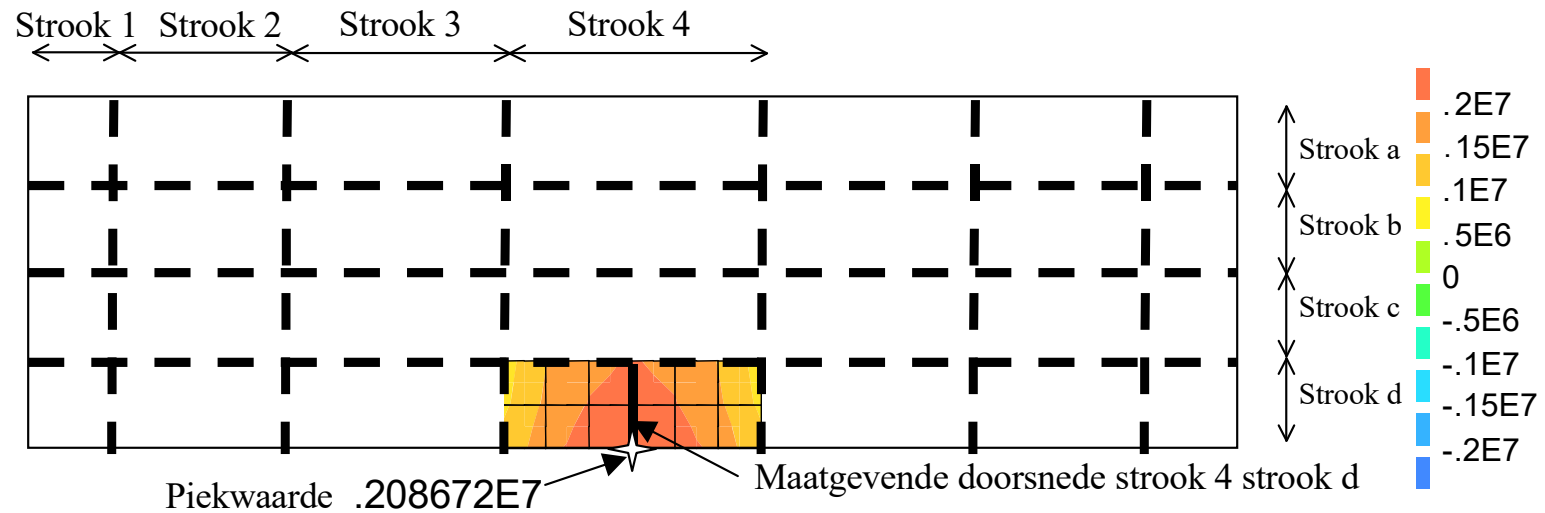 Strook 1
Strook 2
Strook 3
Strook 4
Strook a
Strook b
Strook c
Strook d
.2E7
.15E7
.1E7
.5E6
0
-.5E6
-.1E7
-.15E7
-.2E7
Piekwaarde .208672E7
Maatgevende doorsnede strook 4 strook d